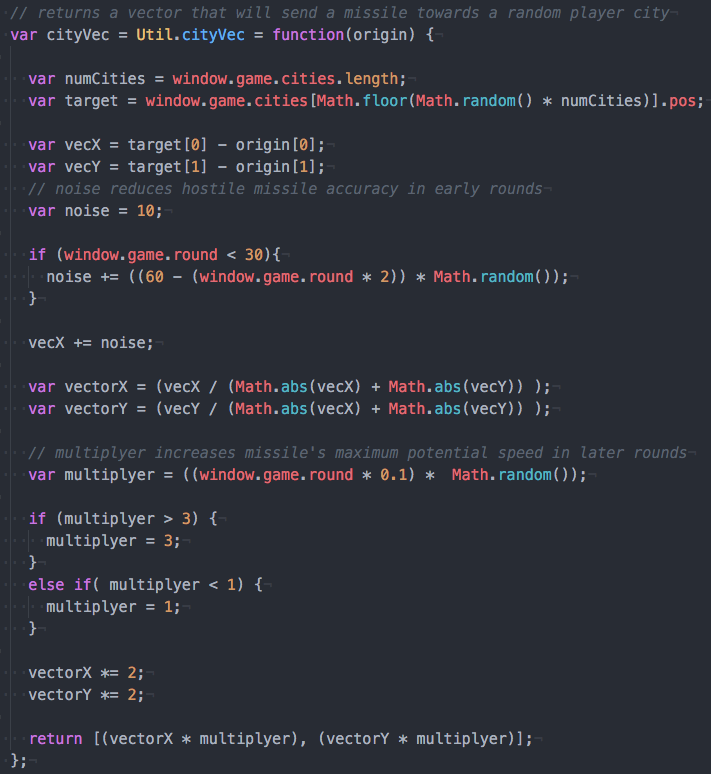 // returns a vector that will send a missile towards a random player city
var cityVec = Util.cityVec = function(origin) {
var numCities = window.game.cities.length;
var target = window.game.cities[Math.floor(Math.random() * numCities)].pos;
var vecX = target[0] - origin[0];
var vecY = target[1] - origin[1];
// noise reduces hostile missile accuracy in early rounds
var noise = 10;
if (window.game.round < 30){
noise += ((60 - (window.game.round * 2)) * Math.random());
}
vecX += noise;
var vectorX = (vecX / (Math.abs(vecX) + Math.abs(vecY)) );
var vectorY = (vecY / (Math.abs(vecX) + Math.abs(vecY)) );
// multiplyer increases missile's maximum potential speed in later rounds
var multiplyer = ((window.game.round * 0.1) *  Math.random());
if (multiplyer > 3) {
multiplyer = 3;
}
else if( multiplyer < 1) {
multiplyer = 1;
}
vectorX *= 2;
vectorY *= 2;
return [(vectorX * multiplyer), (vectorY * multiplyer)];
};